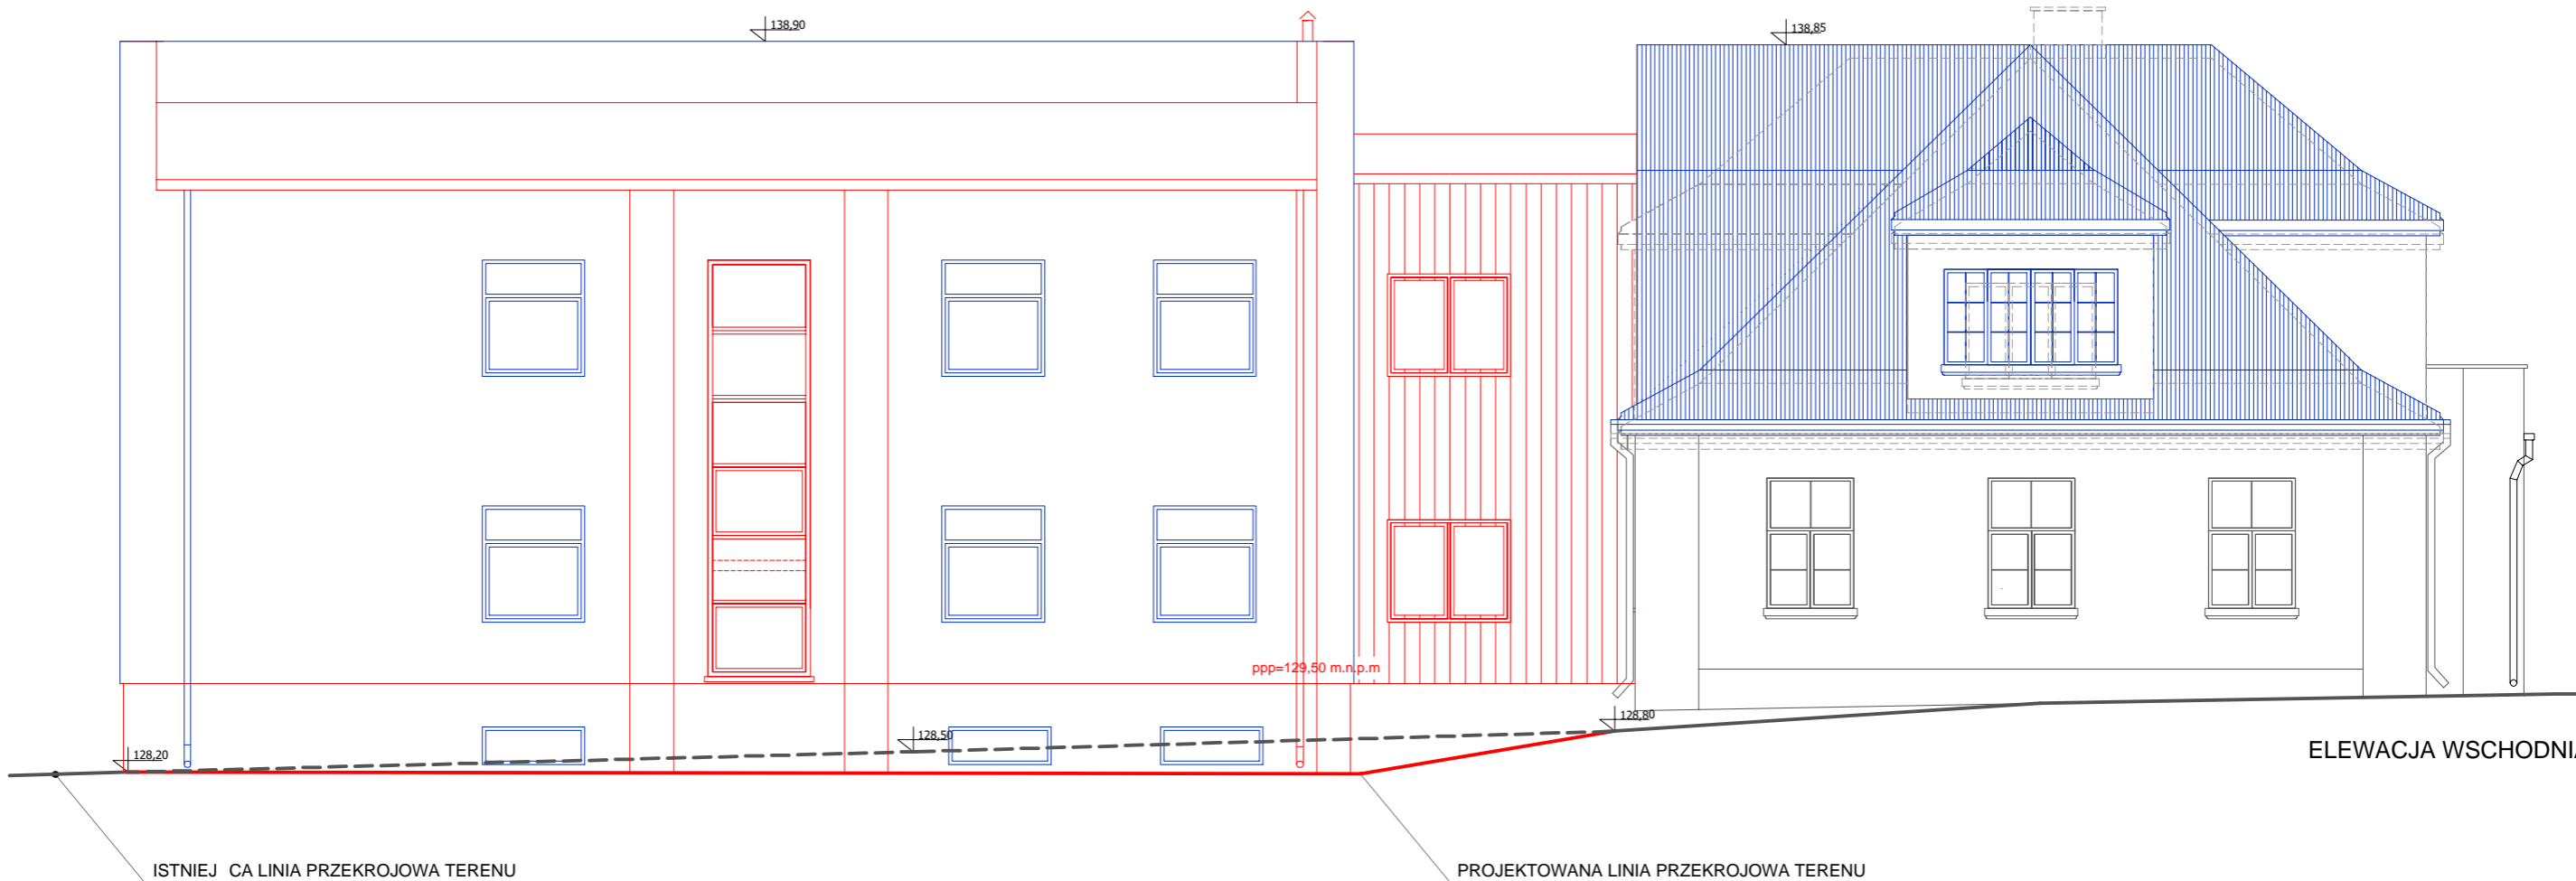 138,90
138,85
ppp=129,50 m.n.p.m
128,80
128,50
128,20
ELEWACJA WSCHODNIA
ISTNIEJ CA LINIA PRZEKROJOWA TERENU
PROJEKTOWANA LINIA PRZEKROJOWA TERENU